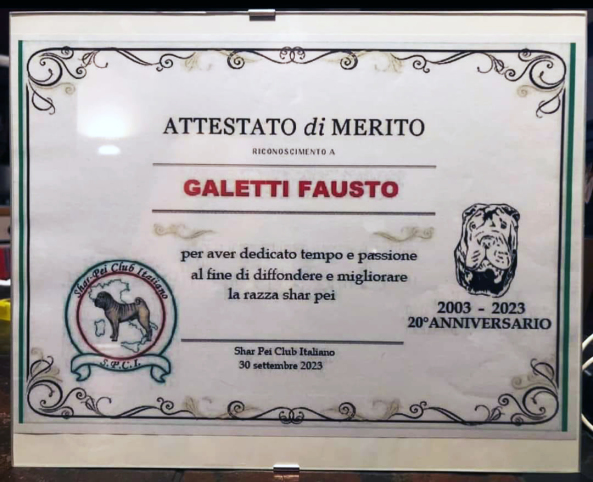 ATTESTATO di MERITO
RICONOSCIMENTO A
GALETTI FAUSTO
per aver dedicato tempo e passione
al fine di diffondere e migliorare
la razza shar pei
Shar Pei Club Italiano
S.P.C.I.
2003 - 2023
20°ANNIVERSARIO
Shar Pei Club Italiano
30 settembre 2023